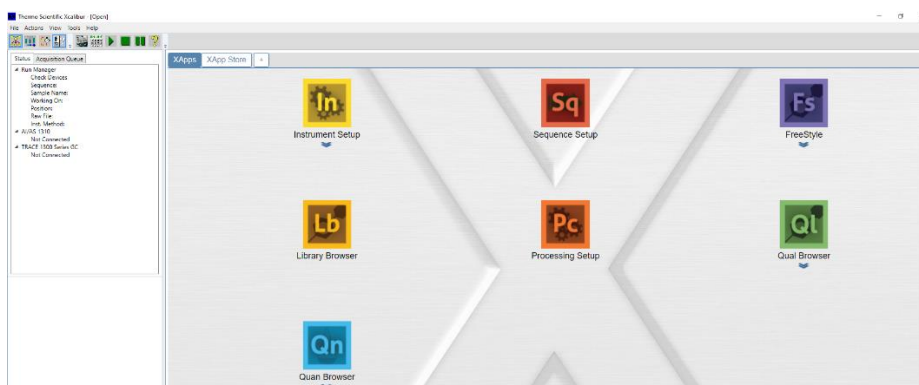 Thermo Scientific Xcalibur - [Open]
File Actions View Tools Help
Status Acquisition Queue
XApps XApp Store +
Run Manager
Check Devices
Sequence:
Sample Name:
Working On:
Position:
Raw File:
Inst. Method:
AI/AS 1310
Not Connected
TRACE 1300 Series GC
Not Connected
In
Instrument Setup
Sq
Sequence Setup
Fs
FreeStyle
Lb
Library Browser
Pc
Processing Setup
Ql
Qual Browser
Qn
Quan Browser